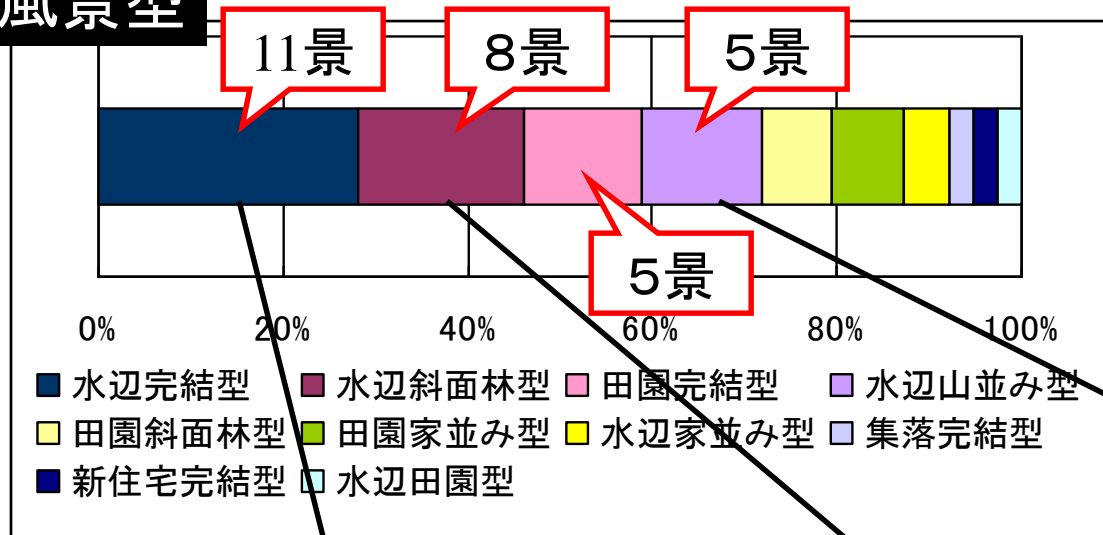 風景型
11景
８景
５景
５景
0% 20% 40% 60% 80% 100%
水辺完結型 水辺斜面林型 田園完結型 水辺山並み型
田園斜面林型 田園家並み型 水辺家並み型 集落完結型
新住宅完結型 水辺田園型